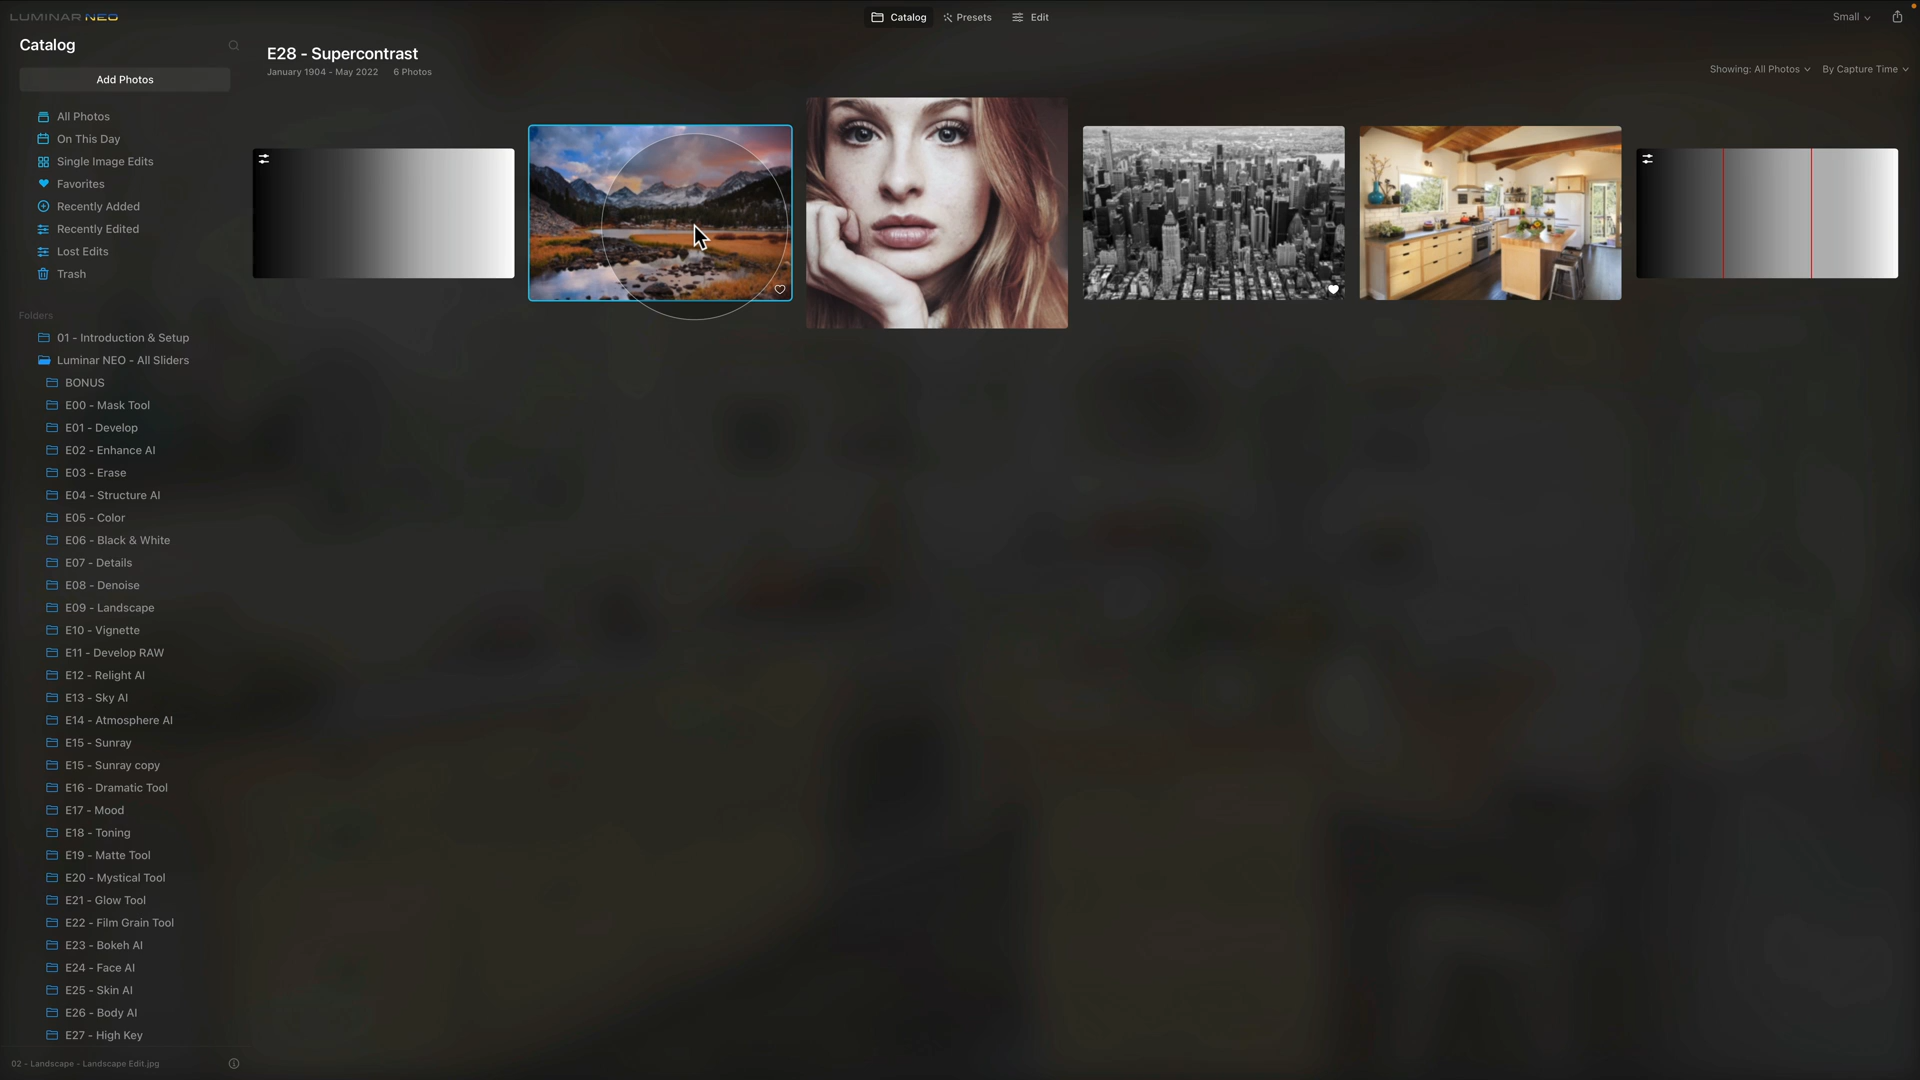 LUMINAR NEO
Catalog
Presets
Edit
Small
Catalog
Add Photos
All Photos
On This Day
Single Image Edits
Favorites
Recently Added
Recently Edited
Lost Edits
Trash
Folders
01 - Introduction & Setup
Luminar NEO - All Sliders
BONUS
E00 - Mask Tool
E01 - Develop
E02 - Enhance AI
E03 - Erase
E04 - Structure AI
E05 - Color
E06 - Black & White
E07 - Details
E08 - Denoise
E09 - Landscape
E10 - Vignette
E11 - Develop RAW
E12 - Relight AI
E13 - Sky AI
E14 - Atmosphere AI
E15 - Sunray
E15 - Sunray copy
E16 - Dramatic Tool
E17 - Mood
E18 - Toning
E19 - Matte Tool
E20 - Mystical Tool
E21 - Glow Tool
E22 - Film Grain Tool
E23 - Bokeh AI
E24 - Face AI
E25 - Skin AI
E26 - Body AI
E27 - High Key
02 - Landscape - Landscape Edit.jpg
E28 - Supercontrast
January 1904 - May 2022 6 Photos
Showing: All Photos
By Capture Time